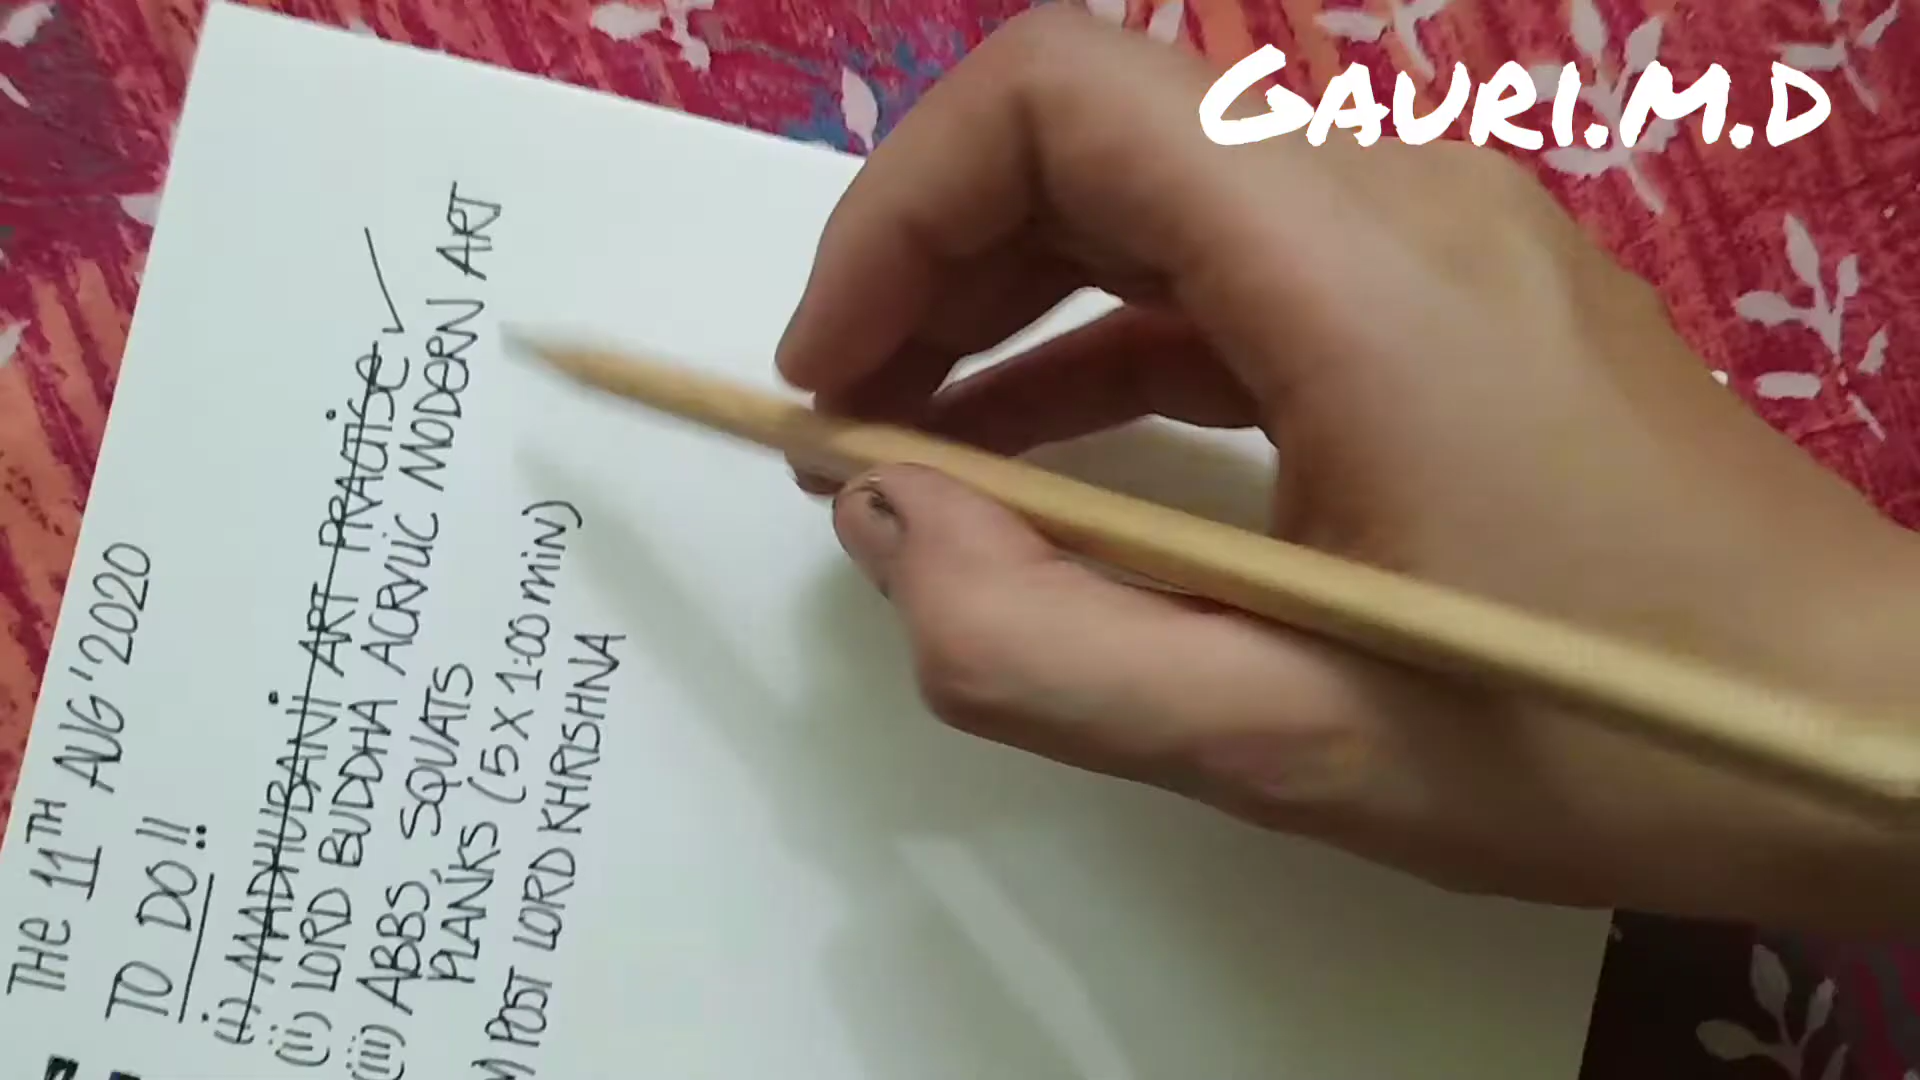 GAURI.M.D
THE 11TH AUG '2020
TO DO!!
(i) MADHUBANI ART PRACTISE ✓
(ii) LORD BUDDHA ACRYLIC MODERN ART
(iii) ABBS, SQUATS
PLANKS (5 X 1:00 min)
POST LORD KHRISHNA